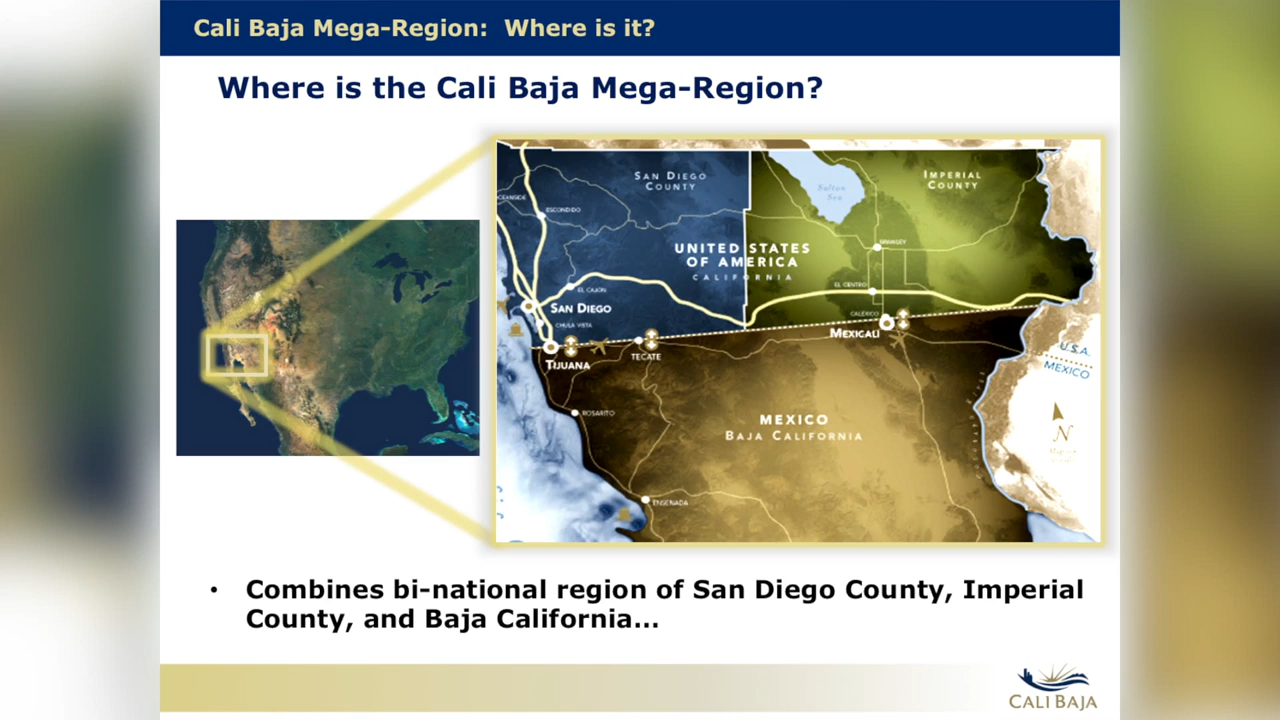 Cali Baja Mega-Region:  Where is it?
Where is the Cali Baja Mega-Region?
SAN DIEGO
COUNTY
IMPERIAL
COUNTY
Salton
Sea
OCEANSIDE
ESCONDIDO
UNITED STATES
OF AMERICA
CALIFORNIA
BRAWLEY
EL CAJON
EL CENTRO
SAN DIEGO
CHULA VISTA
CALEXICO
MEXICALI
TIJUANA
TECATE
U.S.A.
MEXICO
ROSARITO
MEXICO
BAJA CALIFORNIA
N
ENSENADA
• Combines bi-national region of San Diego County, Imperial
County, and Baja California...
CALI BAJA